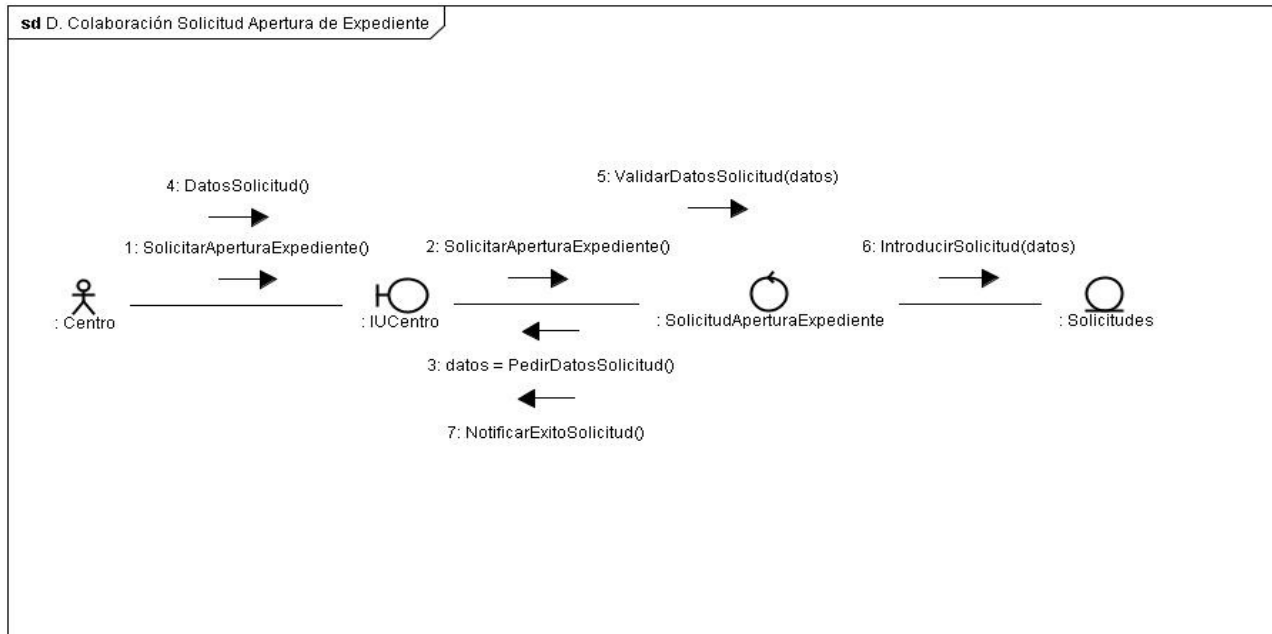 sd D. Colaboración Solicitud Apertura de Expediente
4: DatosSolicitud()
5: ValidarDatosSolicitud(datos)
1: SolicitarAperturaExpediente()
2: SolicitarAperturaExpediente()
6: IntroducirSolicitud(datos)
: Centro
: IUCentro
: SolicitudAperturaExpediente
: Solicitudes
3: datos = PedirDatosSolicitud()
7: NotificarExitoSolicitud()